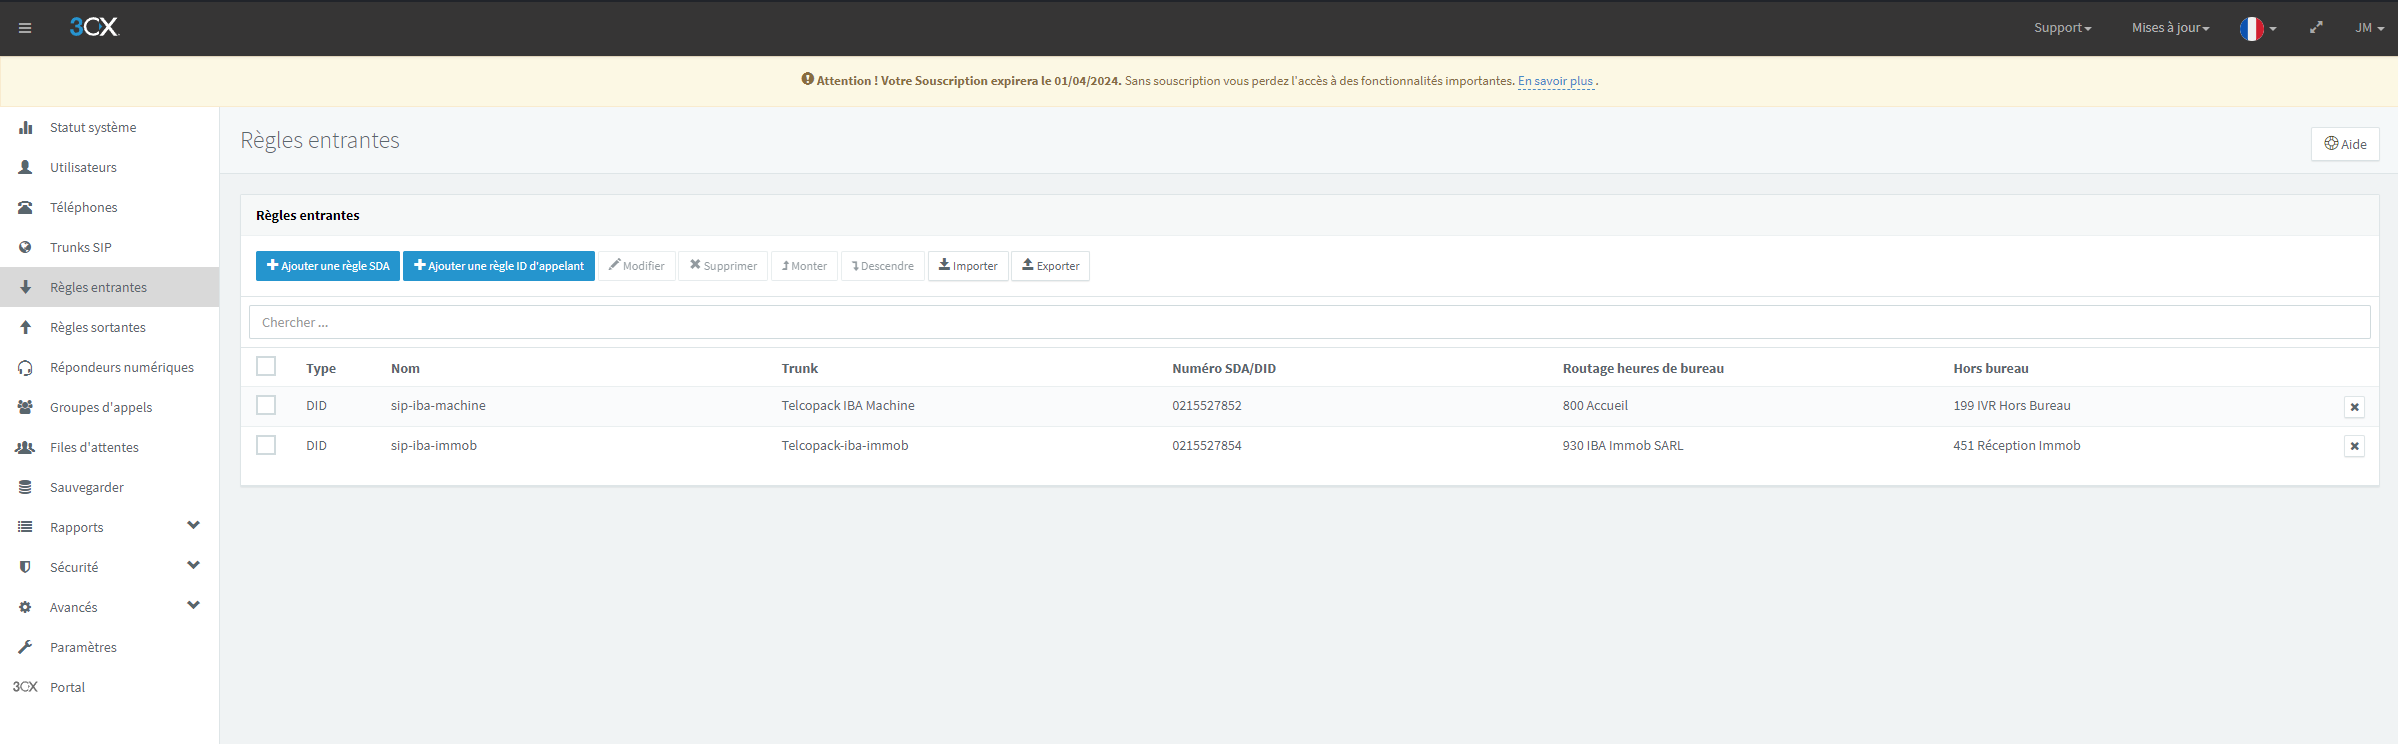 3CX
Support
Mises à jour
JM
Attention ! Votre Souscription expirera le 01/04/2024. Sans souscription vous perdez l'accès à des fonctionnalités importantes. En savoir plus .
Statut système
Utilisateurs
Téléphones
Trunks SIP
Règles entrantes
Règles sortantes
Répondeurs numériques
Groupes d'appels
Files d'attentes
Sauvegarder
Rapports
Sécurité
Avancés
Paramètres
3CX Portal
Règles entrantes
Aide
Règles entrantes
Ajouter une règle SDA Ajouter une règle ID d'appelant Modifier Supprimer Monter Descendre Importer Exporter
Chercher ...
Type Nom Trunk Numéro SDA/DID Routage heures de bureau Hors bureau
DID sip-iba-machine Telcopack IBA Machine 0215527852 800 Accueil 199 IVR Hors Bureau
DID sip-iba-immob Telcopack-iba-immob 0215527854 930 IBA Immob SARL 451 Réception Immob